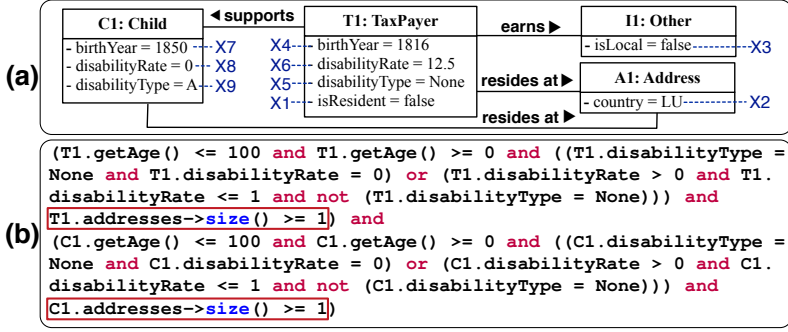 (a)
C1: Child
- birthYear = 1850 X7
- disabilityRate = 0 X8
- disabilityType = A X9
◀ supports
T1: TaxPayer
X4 - birthYear = 1816
X6 - disabilityRate = 12.5
X5 - disabilityType = None
X1 - isResident = false
earns ▶
I1: Other
- isLocal = false X3
resides at ▶
A1: Address
- country = LU X2
resides at ▶
(b)
(T1.getAge() <= 100 and T1.getAge() >= 0 and ((T1.disabilityType =
None and T1.disabilityRate = 0) or (T1.disabilityRate > 0 and T1.
disabilityRate <= 1 and not (T1.disabilityType = None))) and
T1.addresses->size() >= 1) and
(C1.getAge() <= 100 and C1.getAge() >= 0 and ((C1.disabilityType =
None and C1.disabilityRate = 0) or (C1.disabilityRate > 0 and C1.
disabilityRate <= 1 and not (C1.disabilityType = None))) and
C1.addresses->size() >= 1)